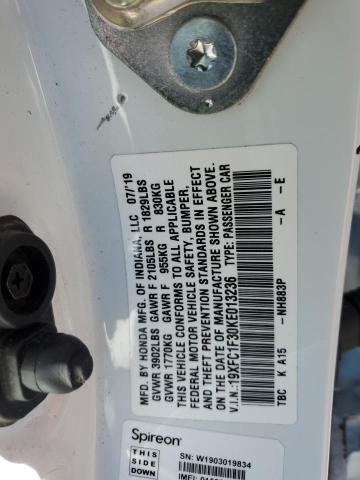 MFD. BY HONDA MFG. OF INDIANA, LLC 07/'19
GVWR 3902LBS GAWR F 2105LBS R 1829LBS
GVWR 1770KG GAWR F 955KG R 830KG
THIS VEHICLE CONFORMS TO ALL APPLICABLE
FEDERAL MOTOR VEHICLE SAFETY, BUMPER,
AND THEFT PREVENTION STANDARDS IN EFFECT
ON THE DATE OF MANUFACTURE SHOWN ABOVE.
V.I.N.:19XFC1F30KE013236 TYPE: PASSENGER CAR
TBC K A15 -NH883P -A -E
Spireon
THIS
SIDE
DOWN
SN: W1903019834
IMEI: